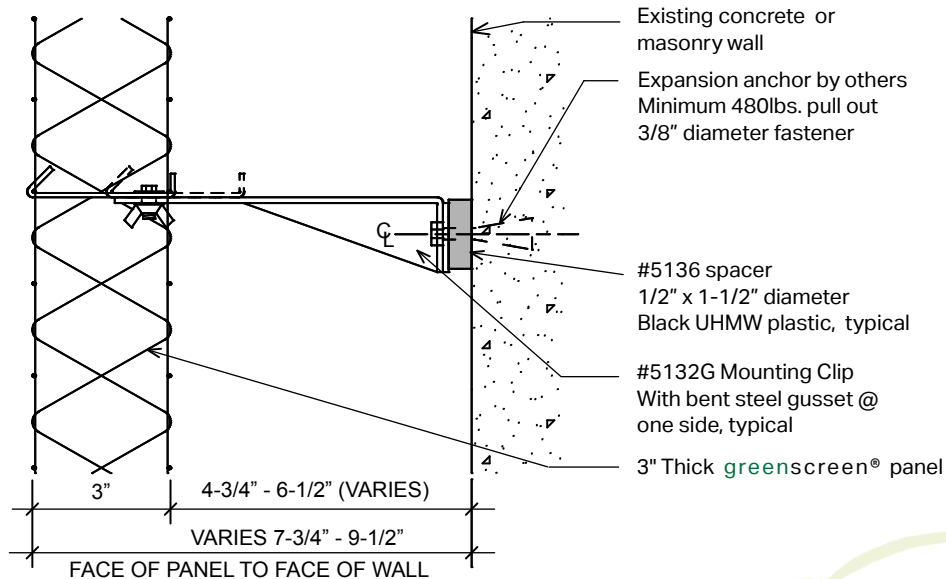 Existing concrete or
masonry wall
Expansion anchor by others
Minimum 480lbs. pull out
3/8" diameter fastener
℄
#5136 spacer
1/2" x 1-1/2" diameter
Black UHMW plastic, typical
#5132G Mounting Clip
With bent steel gusset @
one side, typical
3" Thick greenscreen® panel
3"
4-3/4" - 6-1/2" (VARIES)
VARIES 7-3/4" - 9-1/2"
FACE OF PANEL TO FACE OF WALL